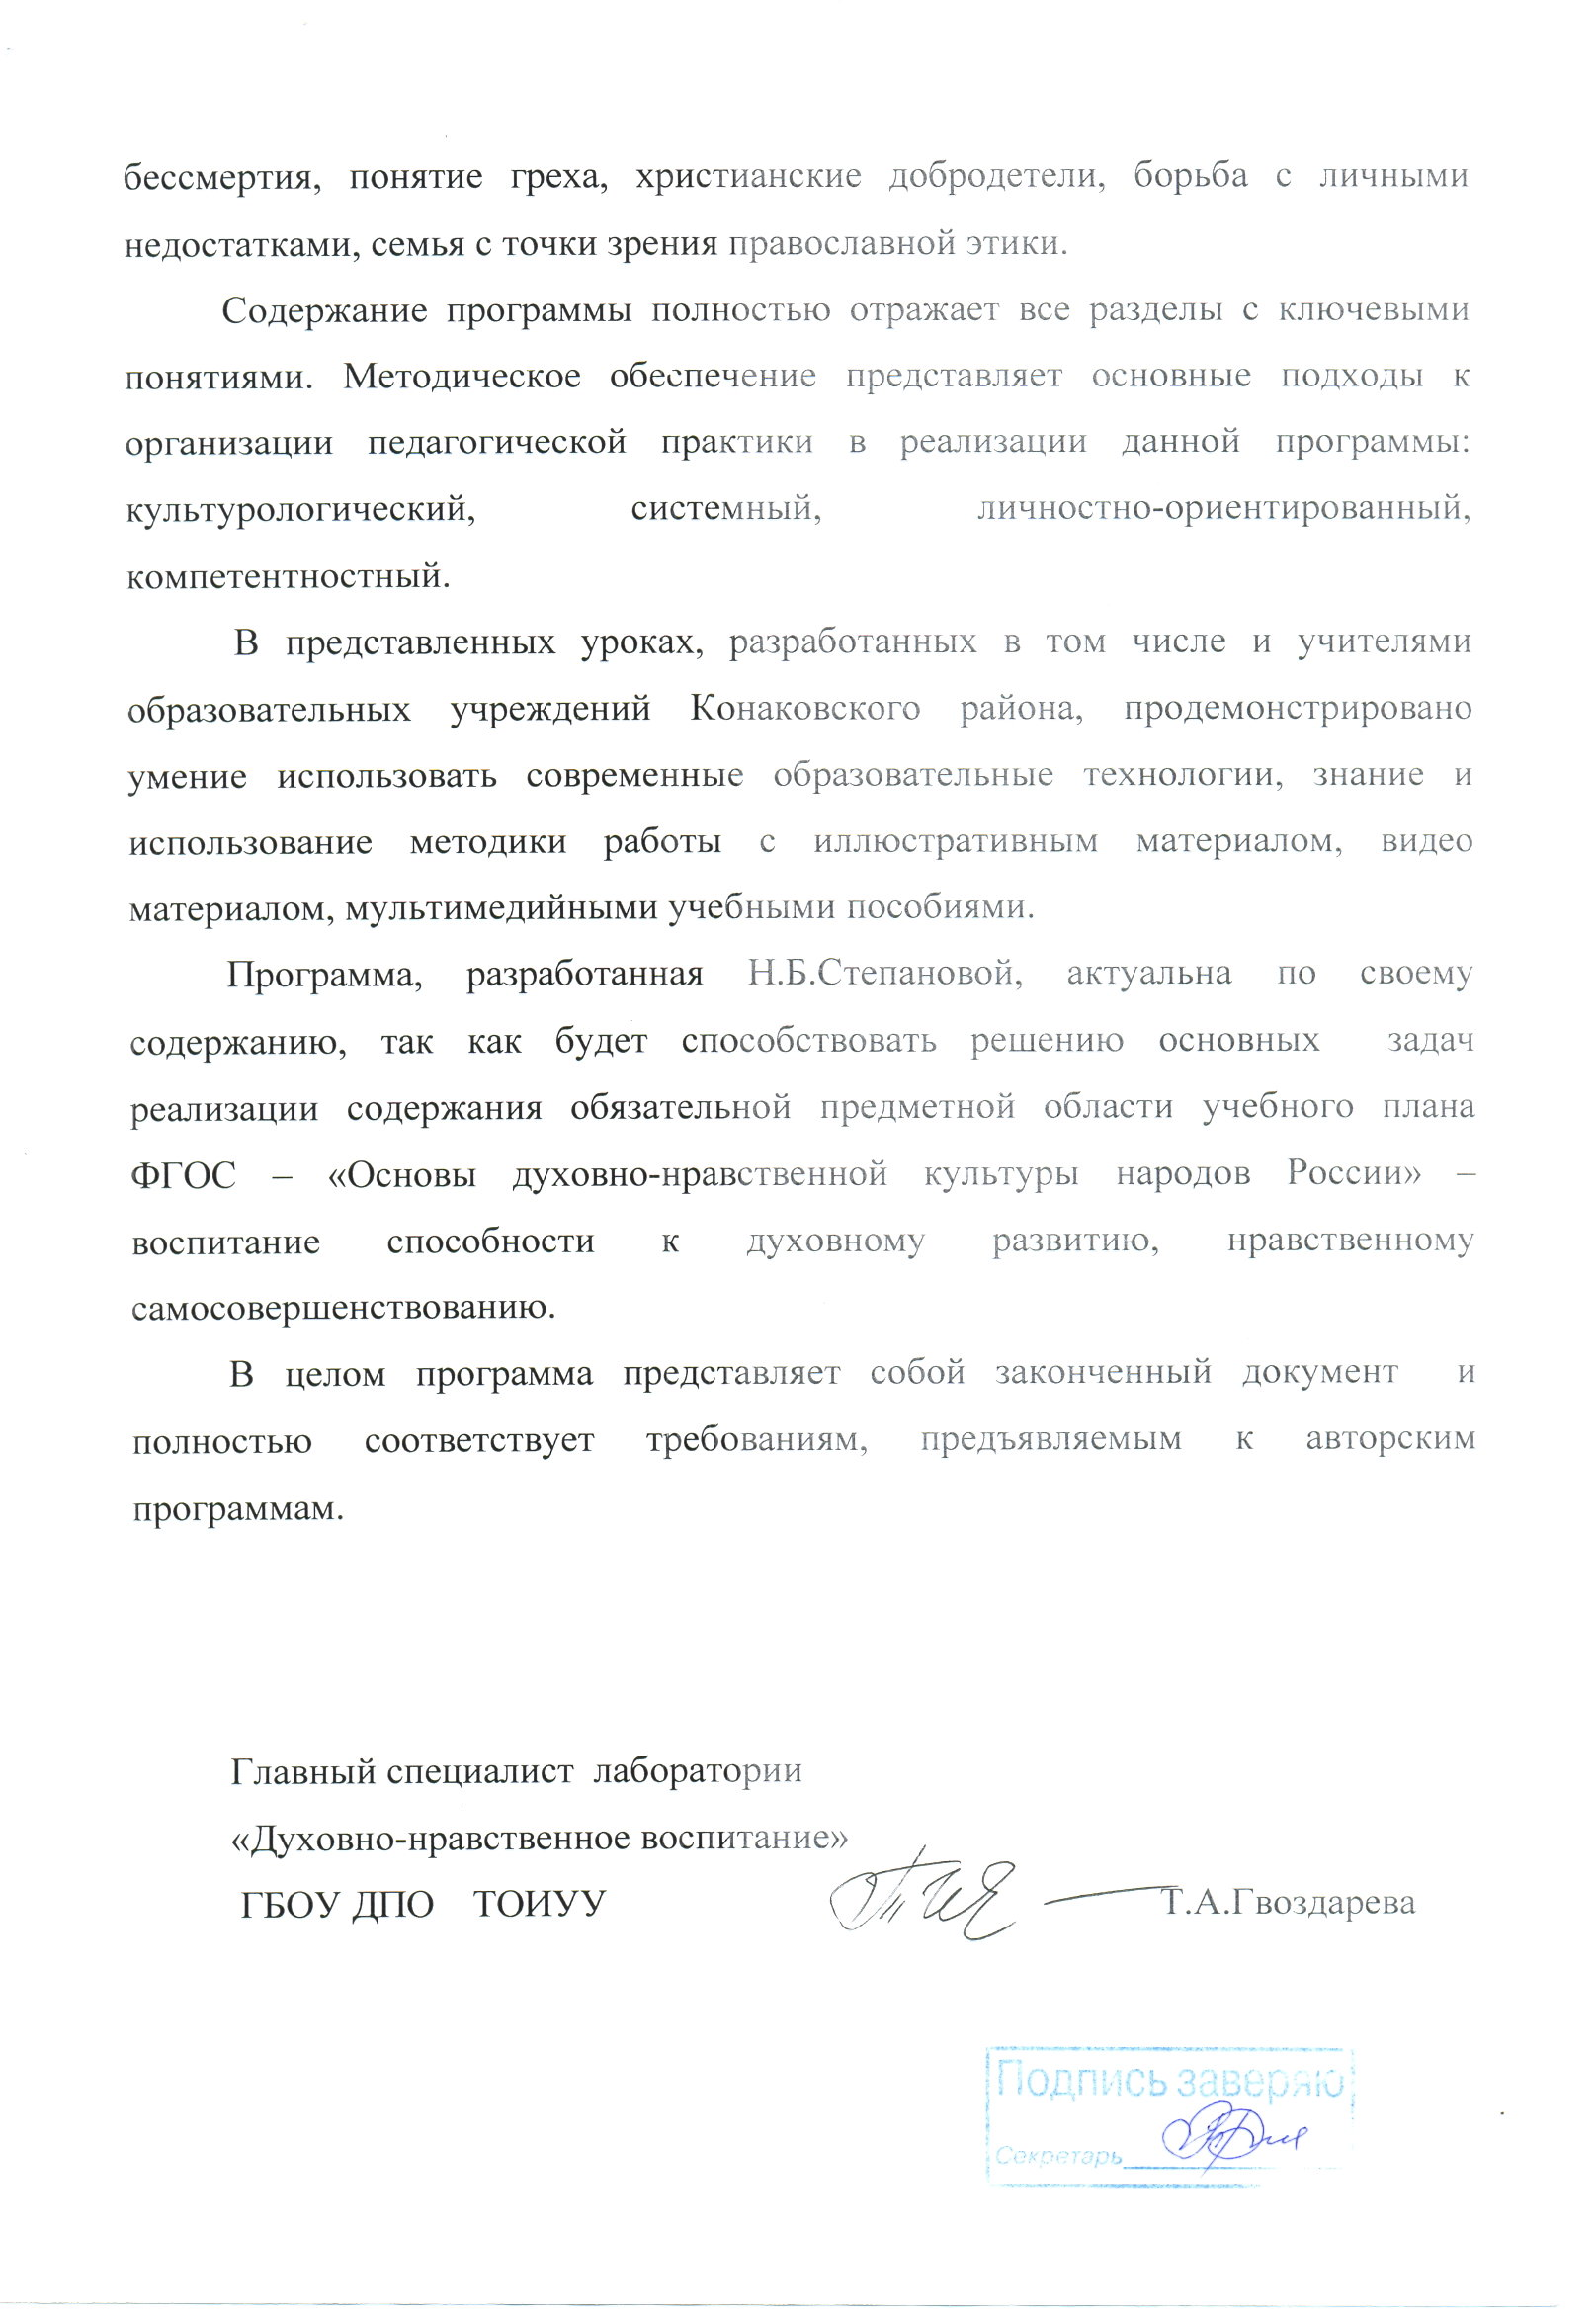 бессмертия, понятие греха, христианские добродетели, борьба с личными
недостатками, семья с точки зрения православной этики.
Содержание программы полностью отражает все разделы с ключевыми
понятиями. Методическое обеспечение представляет основные подходы к
организации педагогической практики в реализации данной программы:
культурологический, системный, личностно-ориентированный,
компетентностный.
В представленных уроках, разработанных в том числе и учителями
образовательных учреждений Конаковского района, продемонстрировано
умение использовать современные образовательные технологии, знание и
использование методики работы с иллюстративным материалом, видео
материалом, мультимедийными учебными пособиями.
Программа, разработанная Н.Б.Степановой, актуальна по своему
содержанию, так как будет способствовать решению основных задач
реализации содержания обязательной предметной области учебного плана
ФГОС – «Основы духовно-нравственной культуры народов России» –
воспитание способности к духовному развитию, нравственному
самосовершенствованию.
В целом программа представляет собой законченный документ и
полностью соответствует требованиям, предъявляемым к авторским
программам.
Главный специалист лаборатории
«Духовно-нравственное воспитание»
ГБОУ ДПО ТОИУУ Т.А.Гвоздарева
Подпись заверяю
Секретарь